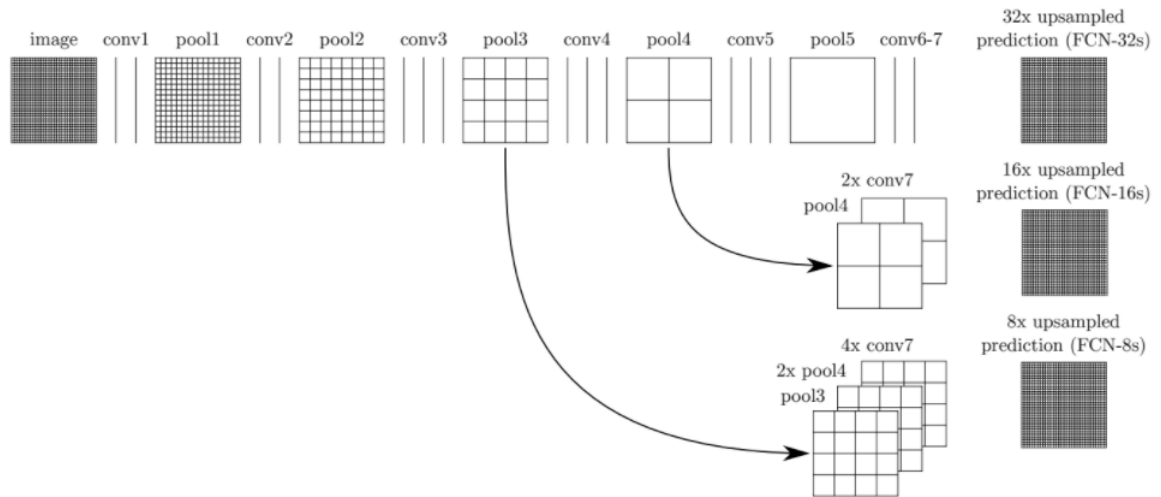 image conv1 pool1 conv2 pool2 conv3 pool3 conv4 pool4 conv5 pool5 conv6-7
32x upsampled
prediction (FCN-32s)
2x conv7
pool4
16x upsampled
prediction (FCN-16s)
4x conv7
2x pool4
pool3
8x upsampled
prediction (FCN-8s)